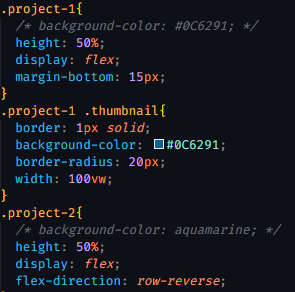 .project-1{
/* background-color: #0C6291; */
height: 50%;
display: flex;
margin-bottom: 15px;
}
.project-1 .thumbnail{
border: 1px solid;
background-color: #0C6291;
border-radius: 20px;
width: 100vw;
}
.project-2{
/* background-color: aquamarine; */
height: 50%;
display: flex;
flex-direction: row-reverse;